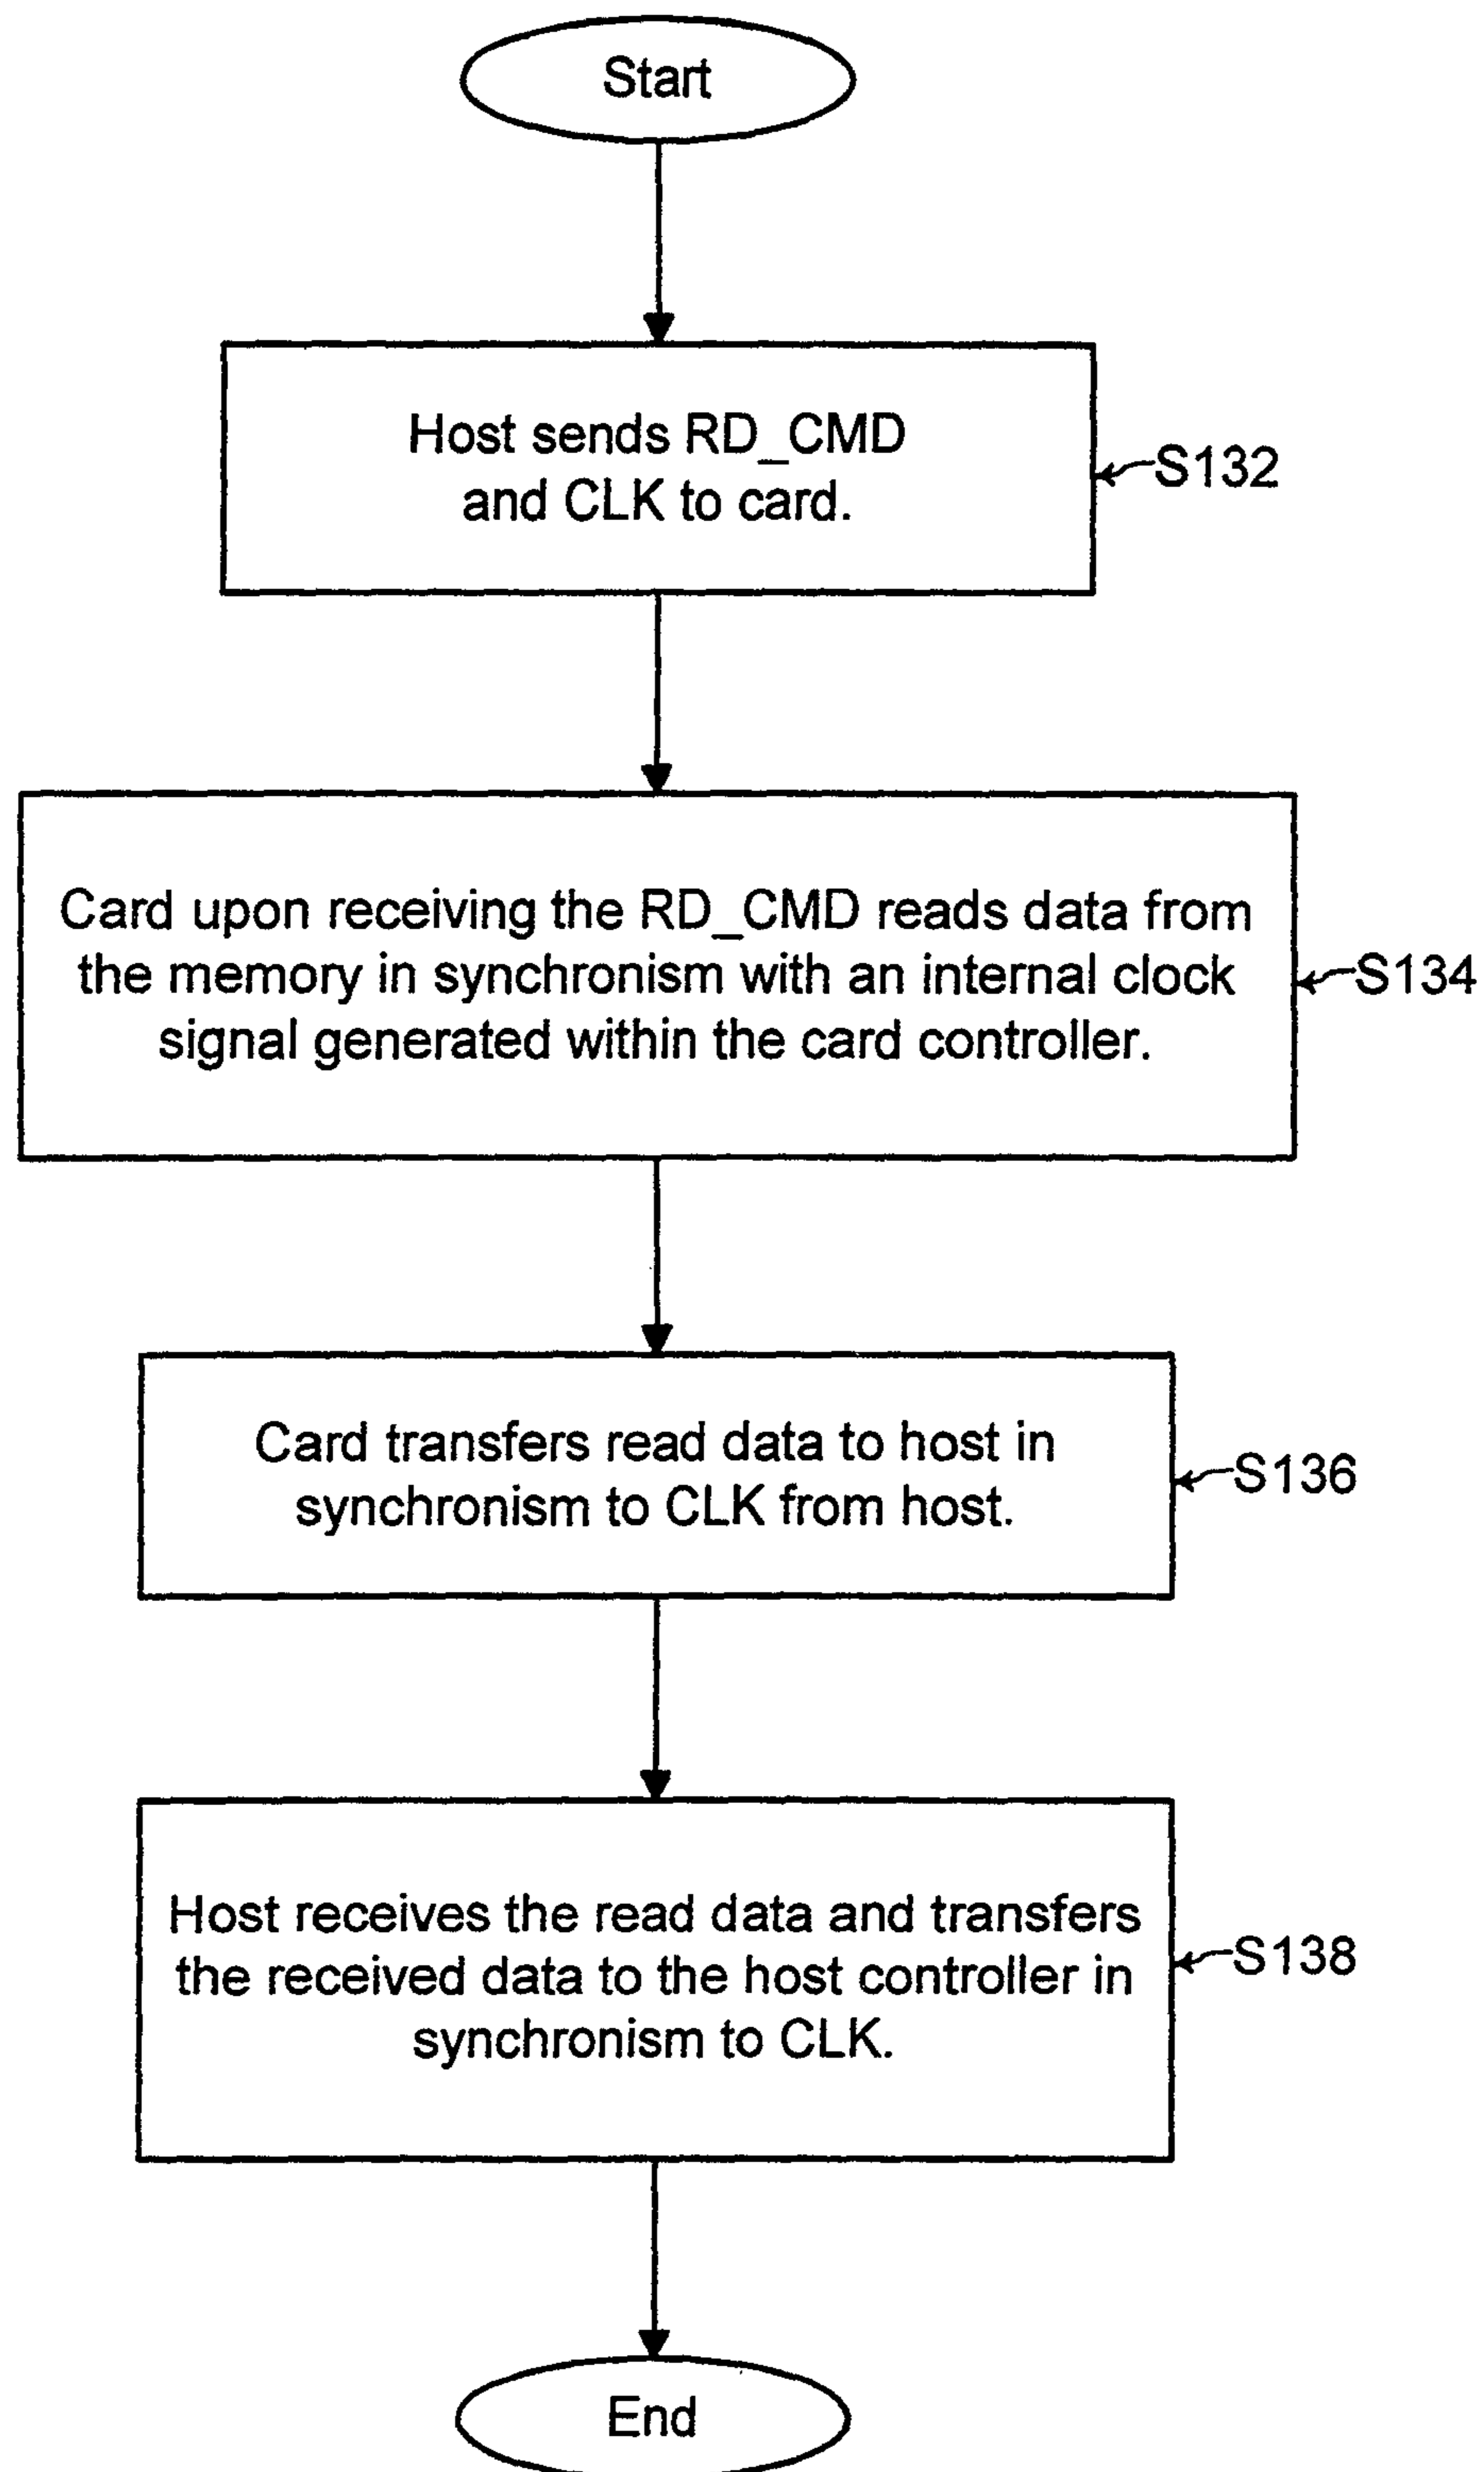 Start
Host sends RD_CMD
and CLK to card.
S132
Card upon receiving the RD_CMD reads data from
the memory in synchronism with an internal clock
signal generated within the card controller.
S134
Card transfers read data to host in
synchronism to CLK from host.
S136
Host receives the read data and transfers
the received data to the host controller in
synchronism to CLK.
S138
End